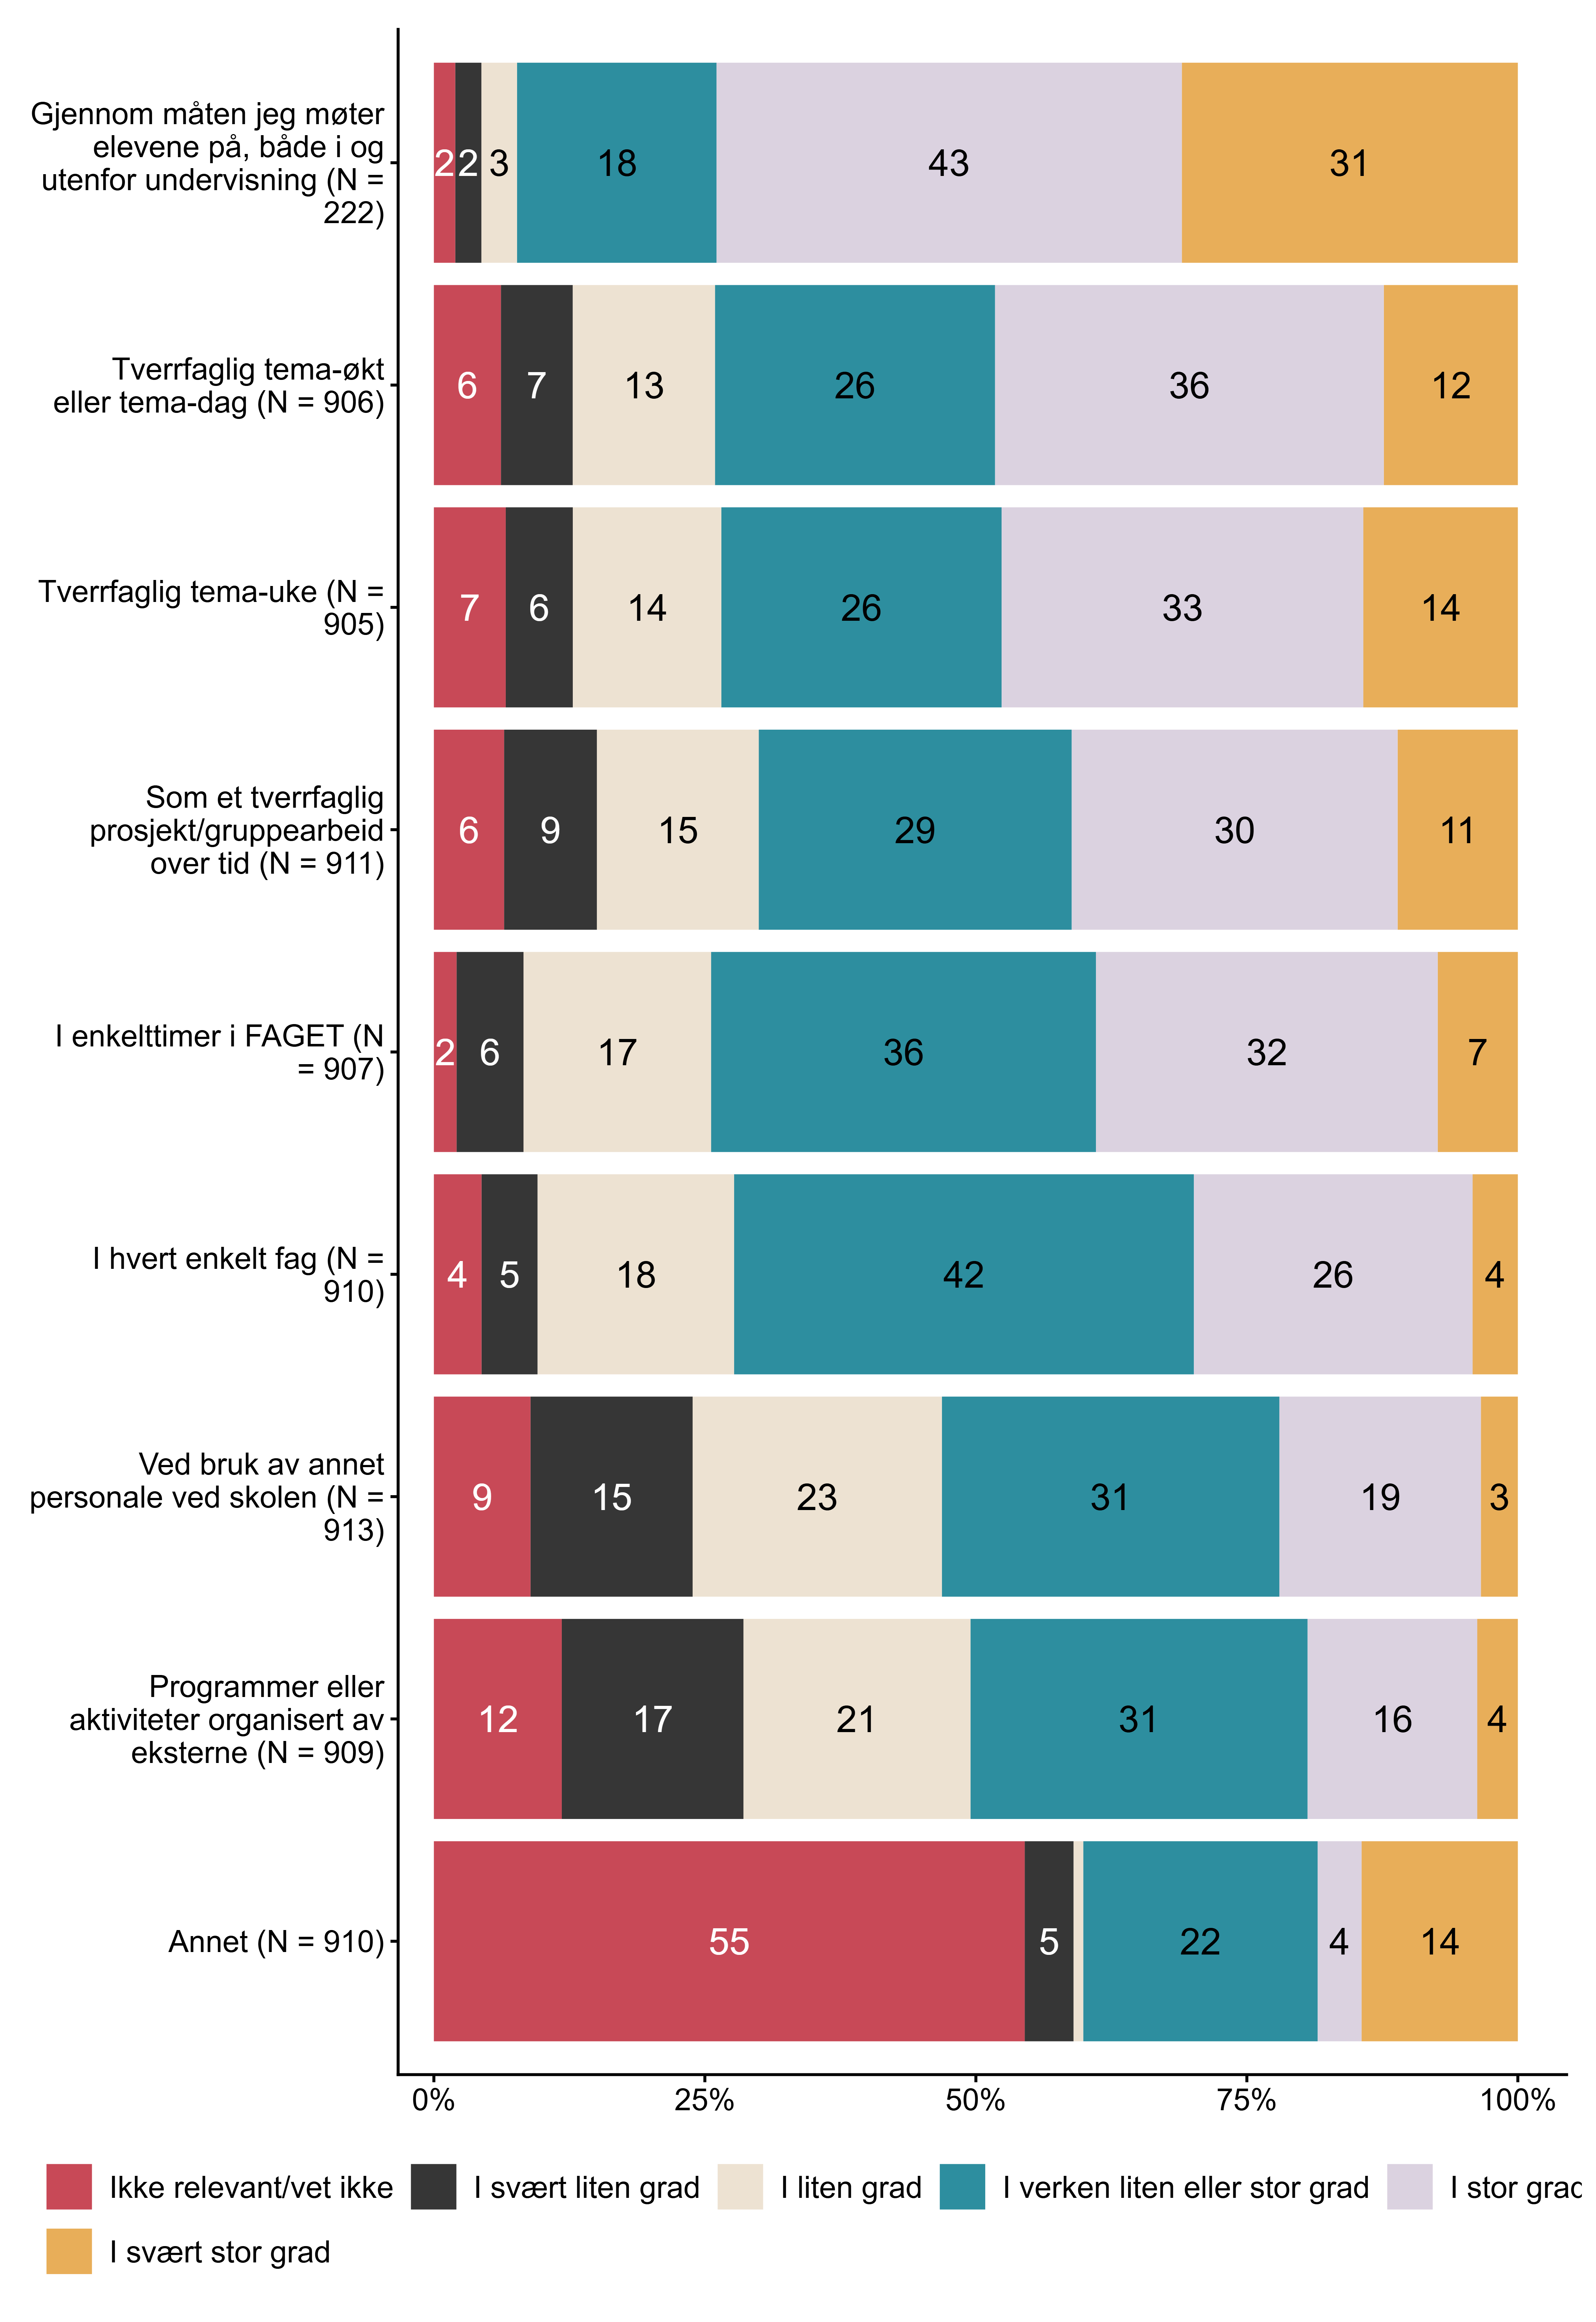 Gjennom måten jeg møter
elevene på, både i og
utenfor undervisning (N =
222)
2 2 3 18 43 31
Tverrfaglig tema-økt
eller tema-dag (N = 906)
6 7 13 26 36 12
Tverrfaglig tema-uke (N =
905)
7 6 14 26 33 14
Som et tverrfaglig
prosjekt/gruppearbeid
over tid (N = 911)
6 9 15 29 30 11
I enkelttimer i FAGET (N
= 907)
2 6 17 36 32 7
I hvert enkelt fag (N =
910)
4 5 18 42 26 4
Ved bruk av annet
personale ved skolen (N =
913)
9 15 23 31 19 3
Programmer eller
aktiviteter organisert av
eksterne (N = 909)
12 17 21 31 16 4
Annet (N = 910)
55 5 22 4 14
0% 25% 50% 75% 100%
Ikke relevant/vet ikke I svært liten grad I liten grad I verken liten eller stor grad I stor grad
I svært stor grad